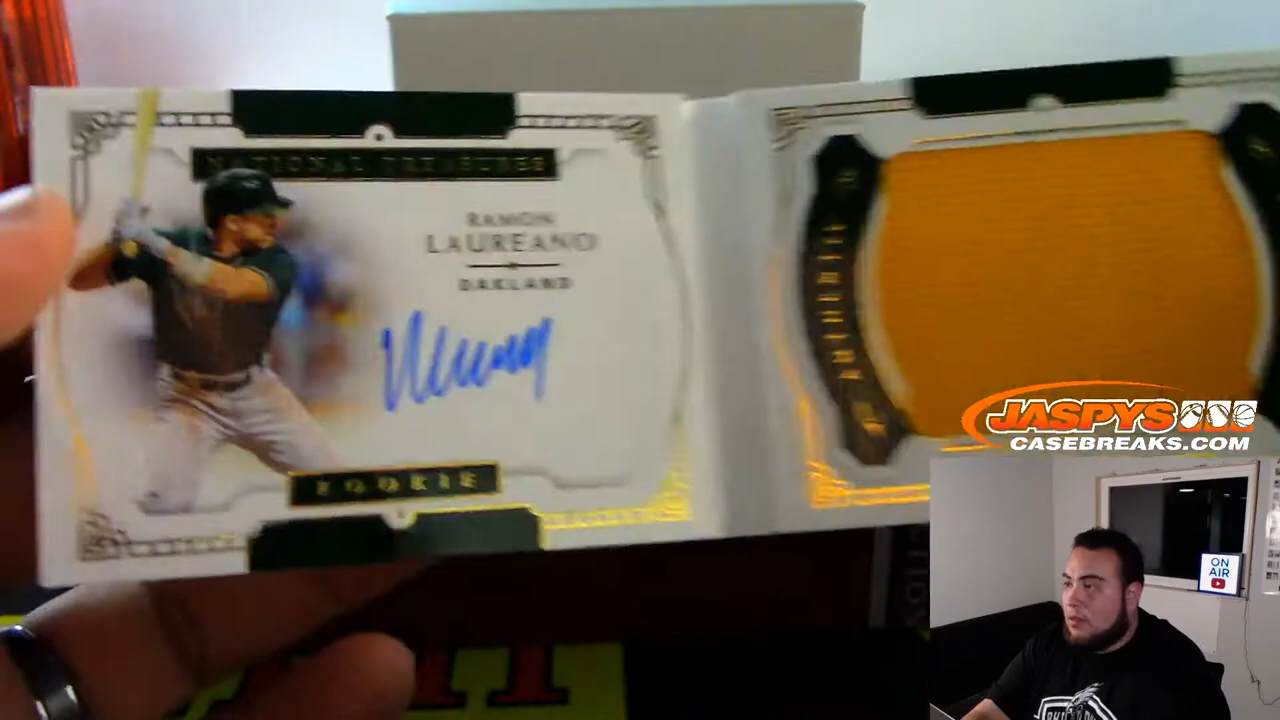 NATIONAL TREASURES
RAMON
LAUREANO
OAKLAND
ROOKIE
JASPYS
CASEBREAKS.COM
ON
AIR